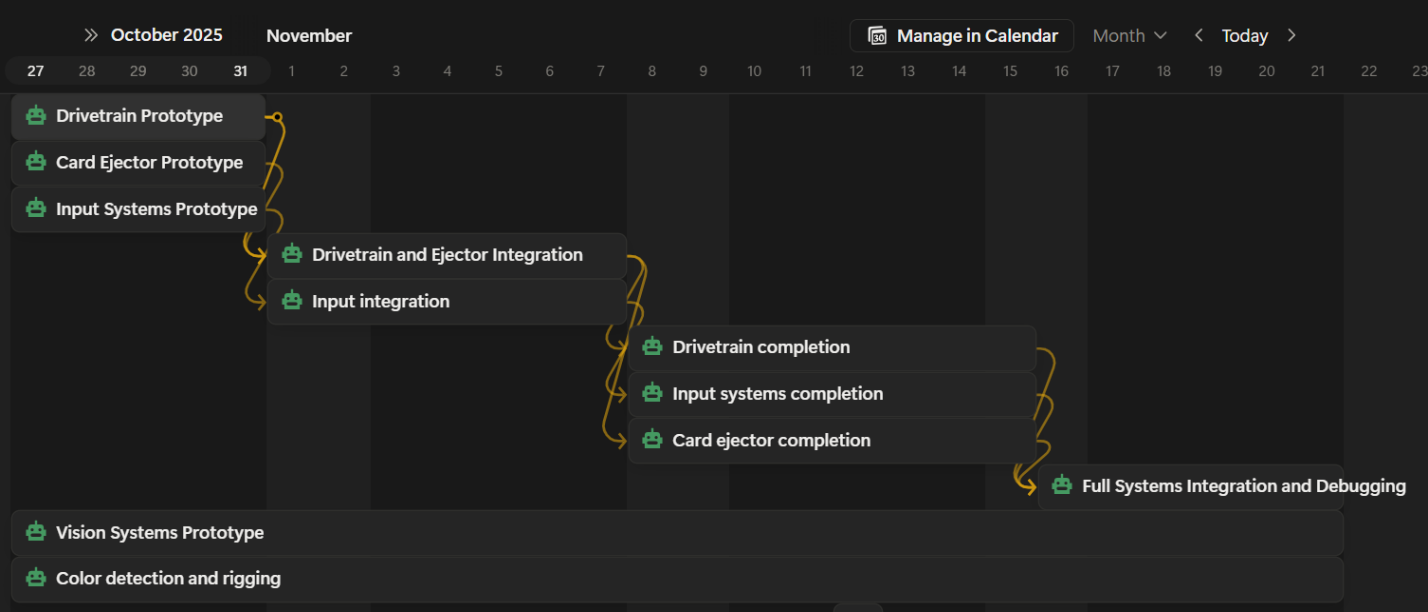 October 2025 November Manage in Calendar Month Today
27 28 29 30 31 1 2 3 4 5 6 7 8 9 10 11 12 13 14 15 16 17 18 19 20 21 22 23
Drivetrain Prototype
Card Ejector Prototype
Input Systems Prototype
Drivetrain and Ejector Integration
Input integration
Drivetrain completion
Input systems completion
Card ejector completion
Full Systems Integration and Debugging
Vision Systems Prototype
Color detection and rigging